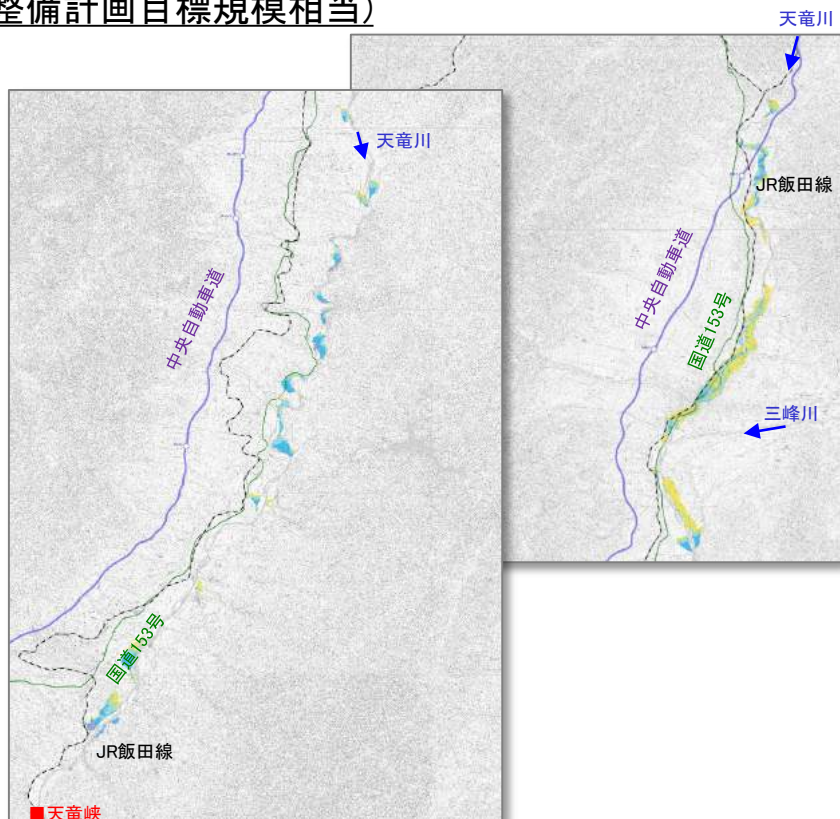 整備計画目標規模相当）
天竜川
天竜川
JR飯田線
中央自動車道
中央自動車道
国道153号
三峰川
国道153号
JR飯田線
■天竜峡